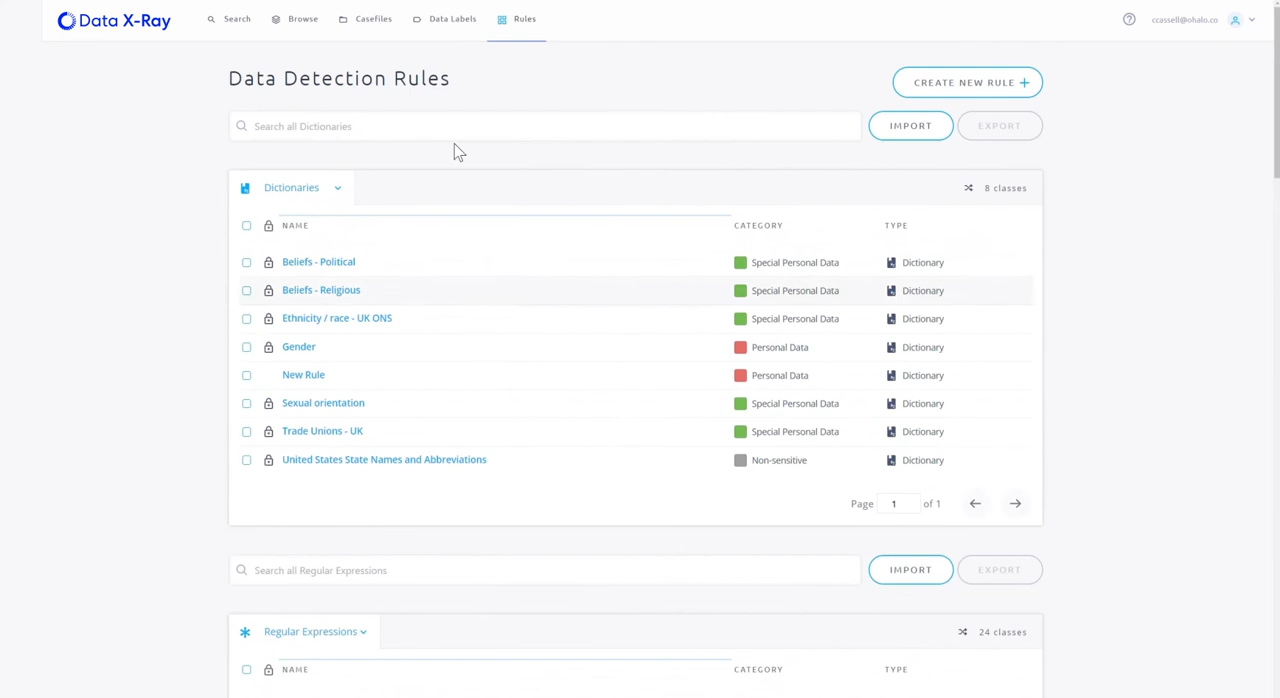 Data X-Ray Search Browse Casefiles Data Labels Rules ccassell@ohalo.co
Data Detection Rules CREATE NEW RULE +
Search all Dictionaries IMPORT EXPORT
Dictionaries 8 classes
NAME CATEGORY TYPE
Beliefs - Political Special Personal Data Dictionary
Beliefs - Religious Special Personal Data Dictionary
Ethnicity / race - UK ONS Special Personal Data Dictionary
Gender Personal Data Dictionary
New Rule Personal Data Dictionary
Sexual orientation Special Personal Data Dictionary
Trade Unions - UK Special Personal Data Dictionary
United States State Names and Abbreviations Non-sensitive Dictionary
Page 1 of 1
Search all Regular Expressions IMPORT EXPORT
Regular Expressions 24 classes
NAME CATEGORY TYPE